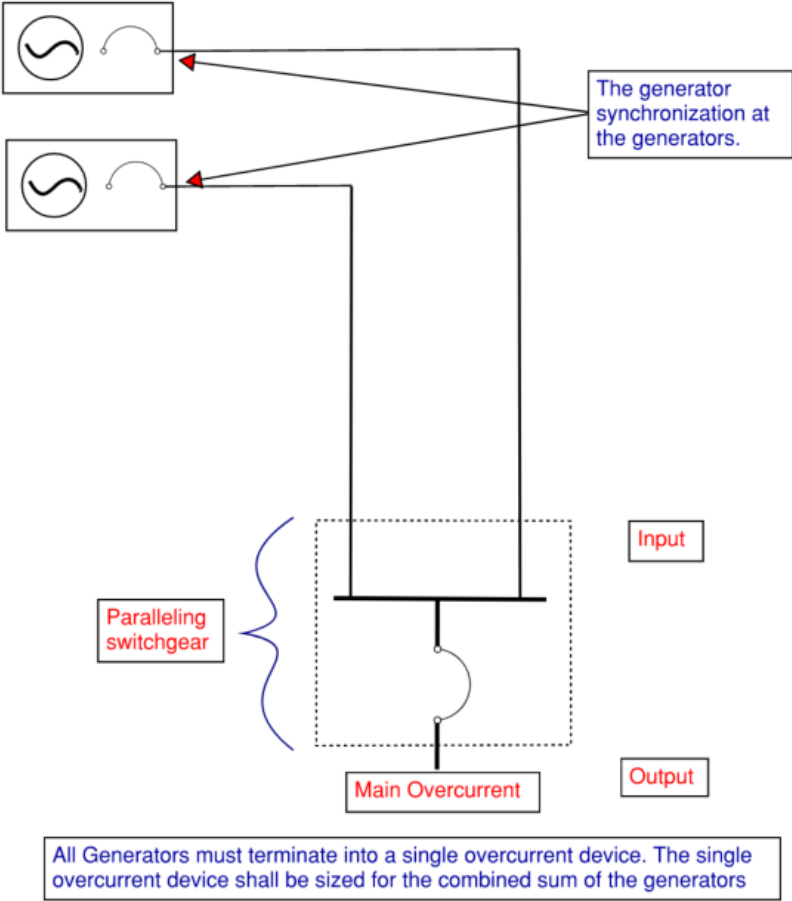 The generator
synchronization at
the generators.
Input
Paralleling
switchgear
Output
Main Overcurrent
All Generators must terminate into a single overcurrent device. The single
overcurrent device shall be sized for the combined sum of the generators